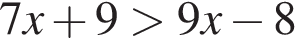 7x + 9 > 9x − 8